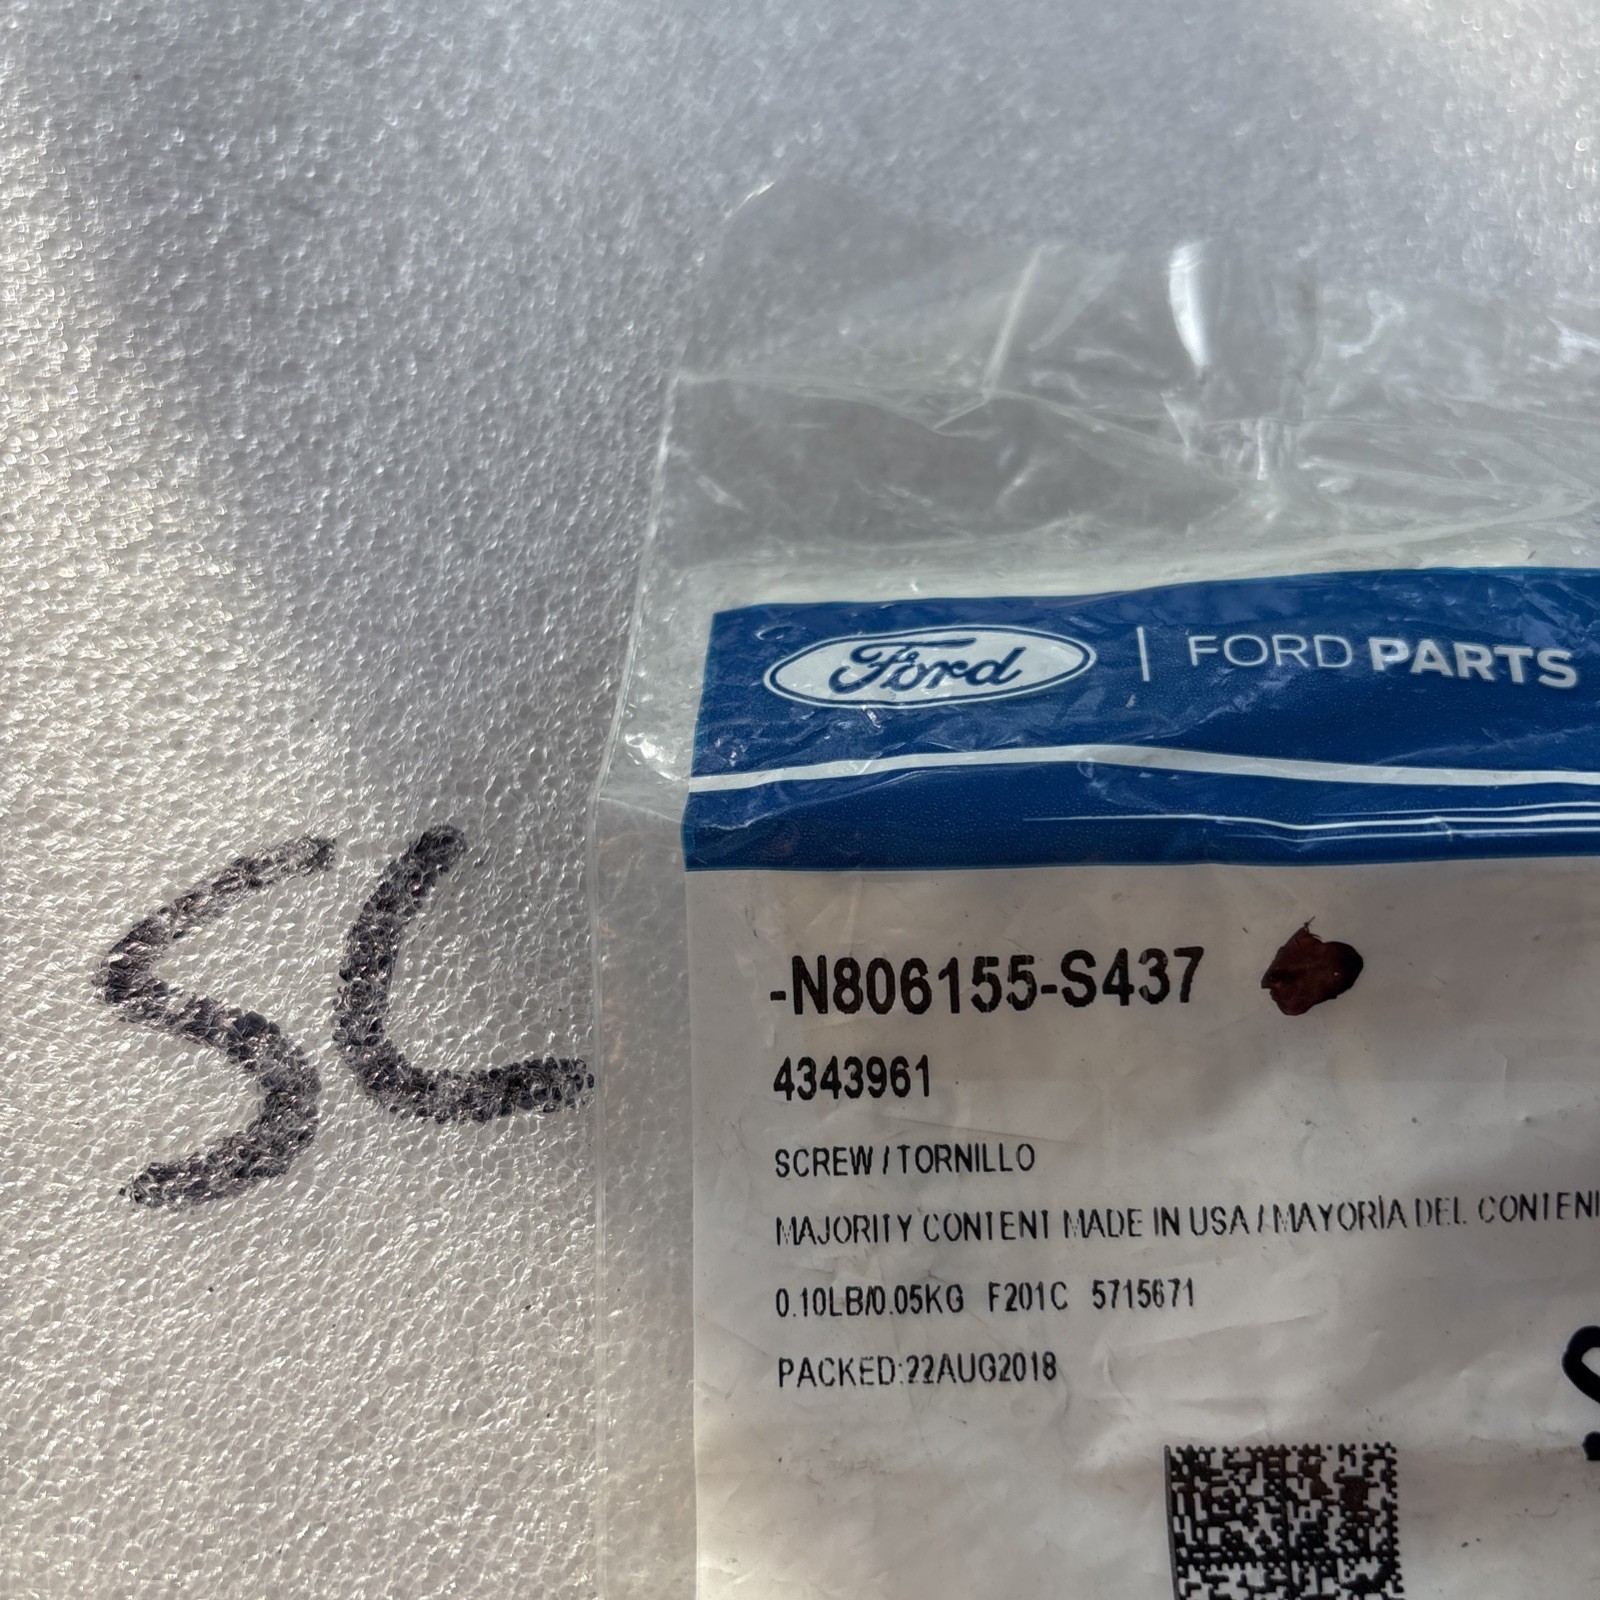 SC
Ford | FORD PARTS
-N806155-S437
4343961
SCREW / TORNILLO
MAJORITY CONTENT MADE IN USA / MAYORÍA DEL CONTENI
0.10LB/0.05KG F201C 5715671
PACKED:22AUG2018